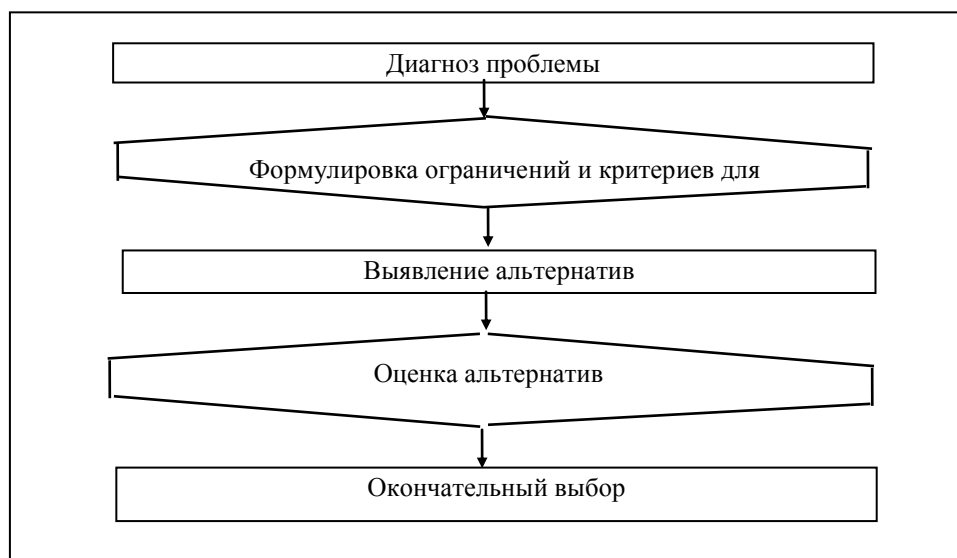 Диагноз проблемы
Формулировка ограничений и критериев для
Выявление альтернатив
Оценка альтернатив
Окончательный выбор